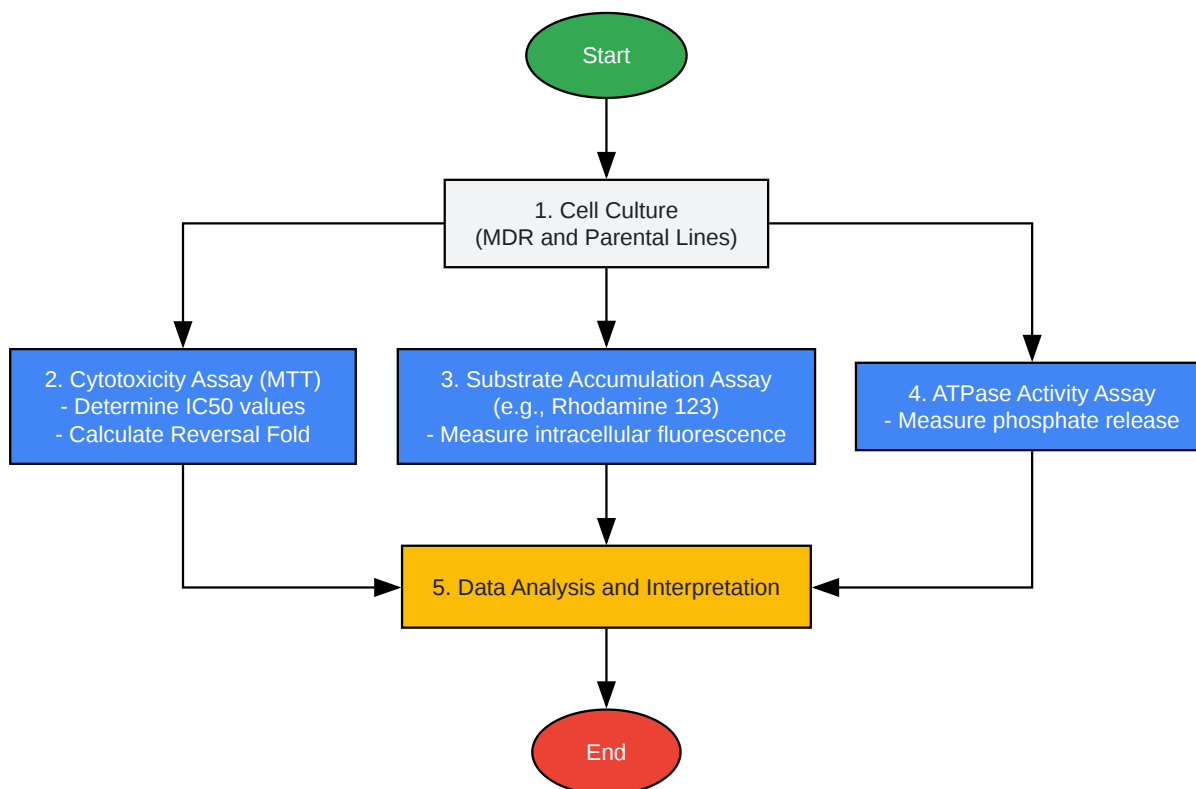 Start
1. Cell Culture
(MDR and Parental Lines)
2. Cytotoxicity Assay (MTT)
- Determine IC50 values
- Calculate Reversal Fold
3. Substrate Accumulation Assay
(e.g., Rhodamine 123)
- Measure intracellular fluorescence
4. ATPase Activity Assay
- Measure phosphate release
5. Data Analysis and Interpretation
End